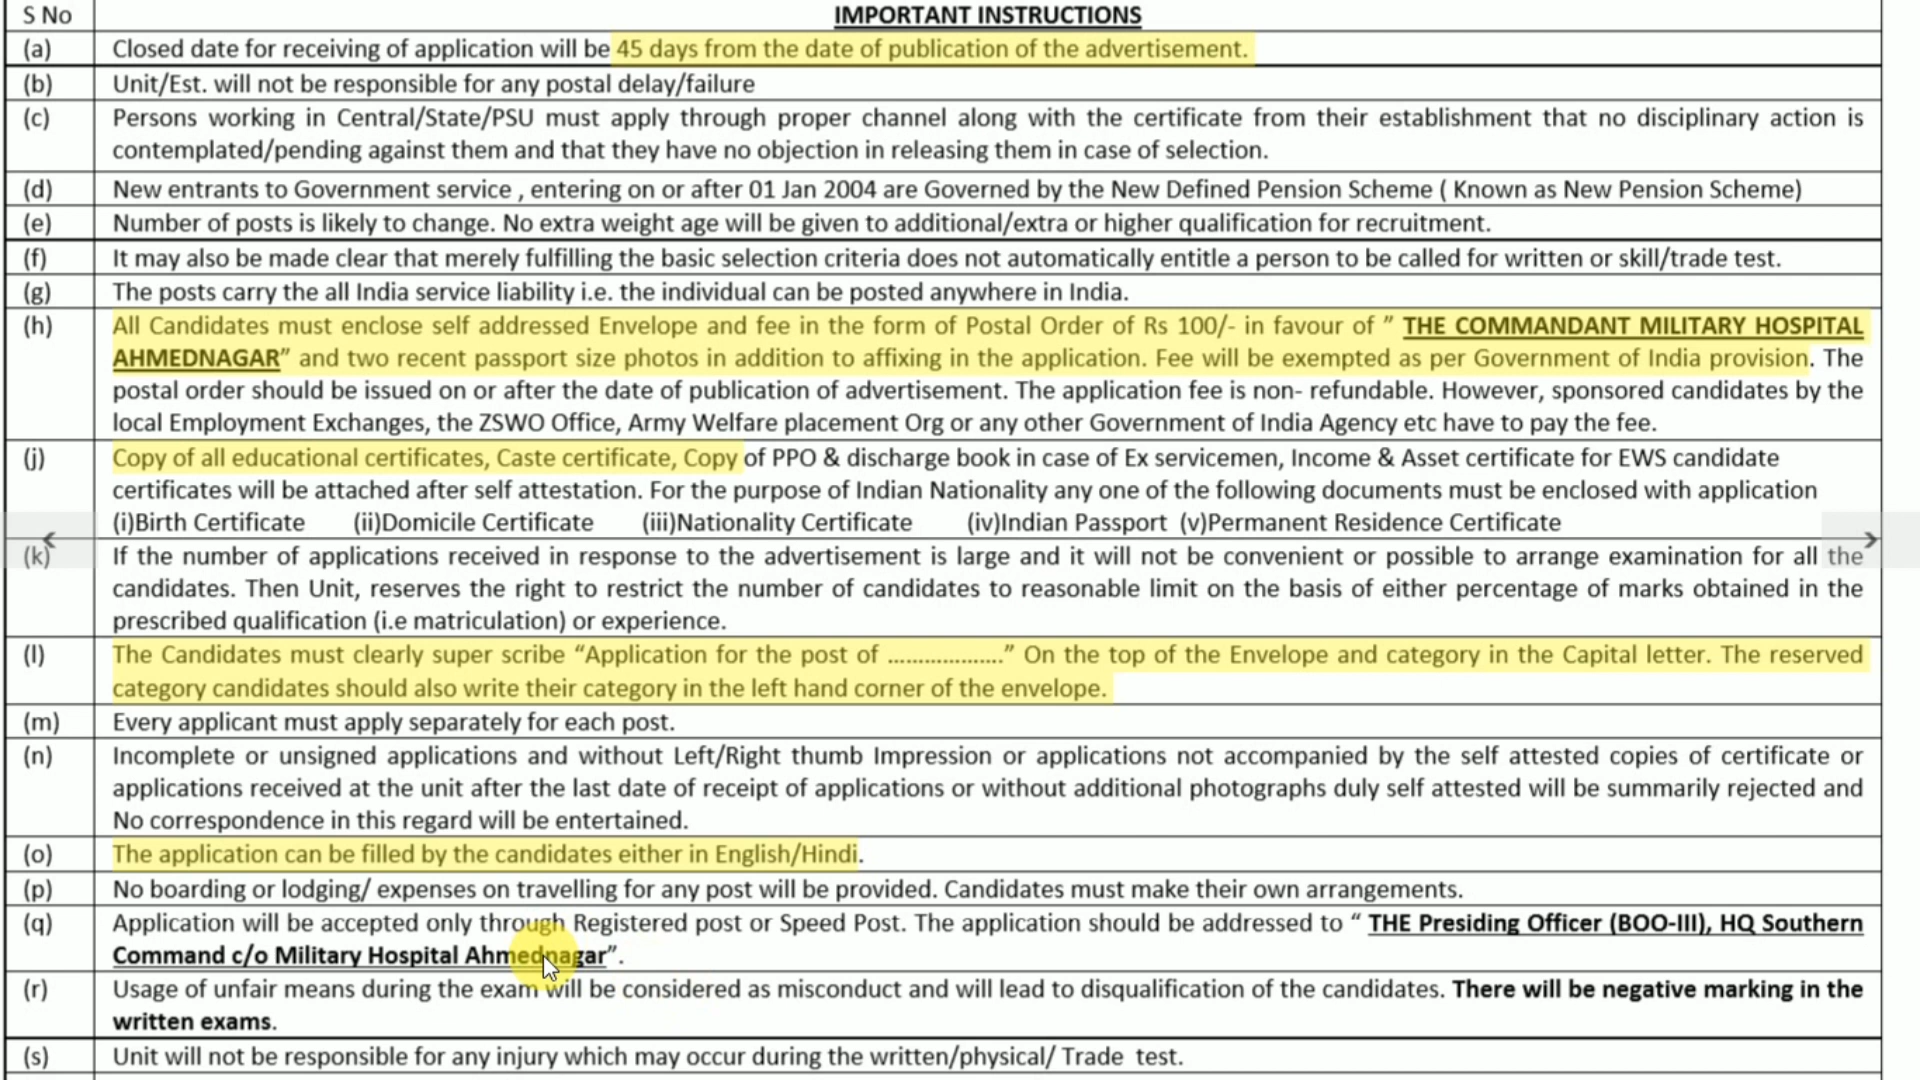 S No IMPORTANT INSTRUCTIONS
(a) Closed date for receiving of application will be 45 days from the date of publication of the advertisement.
(b) Unit/Est. will not be responsible for any postal delay/failure
(c) Persons working in Central/State/PSU must apply through proper channel along with the certificate from their establishment that no disciplinary action is
contemplated/pending against them and that they have no objection in releasing them in case of selection.
(d) New entrants to Government service , entering on or after 01 Jan 2004 are Governed by the New Defined Pension Scheme ( Known as New Pension Scheme)
(e) Number of posts is likely to change. No extra weight age will be given to additional/extra or higher qualification for recruitment.
(f) It may also be made clear that merely fulfilling the basic selection criteria does not automatically entitle a person to be called for written or skill/trade test.
(g) The posts carry the all India service liability i.e. the individual can be posted anywhere in India.
(h) All Candidates must enclose self addressed Envelope and fee in the form of Postal Order of Rs 100/- in favour of ” THE COMMANDANT MILITARY HOSPITAL
AHMEDNAGAR” and two recent passport size photos in addition to affixing in the application. Fee will be exempted as per Government of India provision. The
postal order should be issued on or after the date of publication of advertisement. The application fee is non- refundable. However, sponsored candidates by the
local Employment Exchanges, the ZSWO Office, Army Welfare placement Org or any other Government of India Agency etc have to pay the fee.
(j) Copy of all educational certificates, Caste certificate, Copy of PPO & discharge book in case of Ex servicemen, Income & Asset certificate for EWS candidate
certificates will be attached after self attestation. For the purpose of Indian Nationality any one of the following documents must be enclosed with application
(i)Birth Certificate (ii)Domicile Certificate (iii)Nationality Certificate (iv)Indian Passport (v)Permanent Residence Certificate
(k) If the number of applications received in response to the advertisement is large and it will not be convenient or possible to arrange examination for all the
candidates. Then Unit, reserves the right to restrict the number of candidates to reasonable limit on the basis of either percentage of marks obtained in the
prescribed qualification (i.e matriculation) or experience.
(l) The Candidates must clearly super scribe “Application for the post of ...................” On the top of the Envelope and category in the Capital letter. The reserved
category candidates should also write their category in the left hand corner of the envelope.
(m) Every applicant must apply separately for each post.
(n) Incomplete or unsigned applications and without Left/Right thumb Impression or applications not accompanied by the self attested copies of certificate or
applications received at the unit after the last date of receipt of applications or without additional photographs duly self attested will be summarily rejected and
No correspondence in this regard will be entertained.
(o) The application can be filled by the candidates either in English/Hindi.
(p) No boarding or lodging/ expenses on travelling for any post will be provided. Candidates must make their own arrangements.
(q) Application will be accepted only through Registered post or Speed Post. The application should be addressed to “ THE Presiding Officer (BOO-III), HQ Southern
Command c/o Military Hospital Ahmednagar”.
(r) Usage of unfair means during the exam will be considered as misconduct and will lead to disqualification of the candidates. There will be negative marking in the
written exams.
(s) Unit will not be responsible for any injury which may occur during the written/physical/ Trade test.